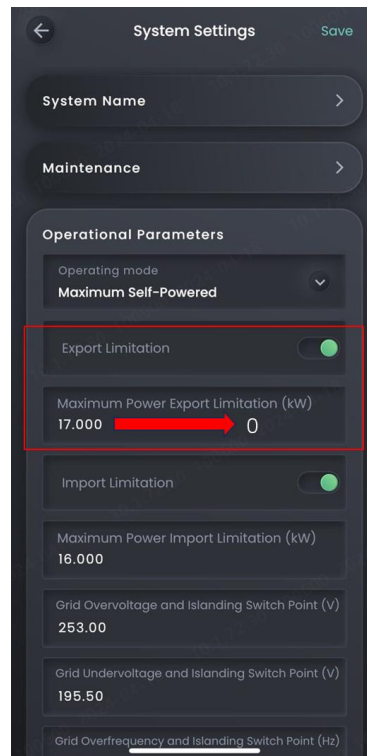 System Settings
Save
System Name
Maintenance
Operational Parameters
Operating mode
Maximum Self-Powered
Export Limitation
Maximum Power Export Limitation (kW)
17.000 0
Import Limitation
Maximum Power Import Limitation (kW)
16.000
Grid Overvoltage and Islanding Switch Point (V)
253.00
Grid Undervoltage and Islanding Switch Point (V)
195.50
Grid Overfrequency and Islanding Switch Point (Hz)